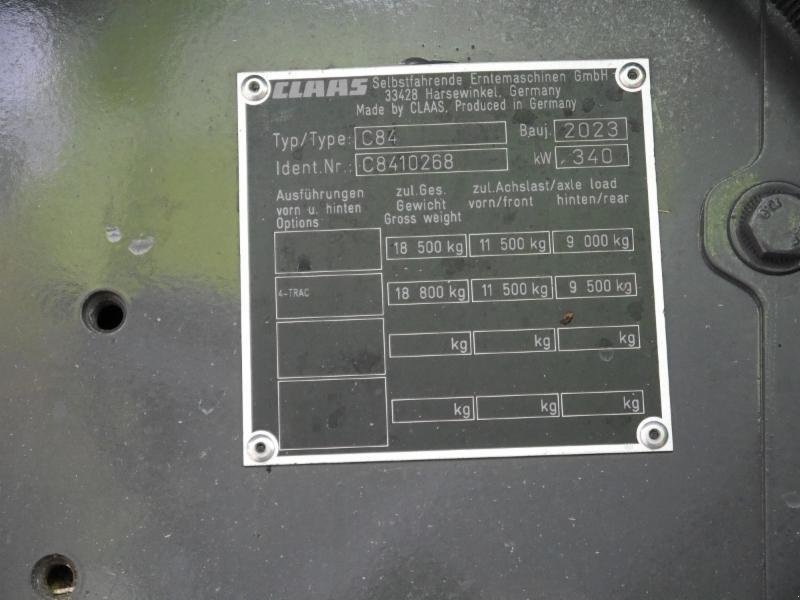 CLAAS Selbstfahrende Erntemaschinen GmbH
33428 Harsewinkel, Germany
Made by CLAAS, Produced in Germany
Typ/Type: C84 Bauj. 2023
Ident.Nr.: C8410268 kW 340
Ausführungen zul.Ges. zul.Achslast/axle load
vorn u. hinten Gewicht vorn/front hinten/rear
Options Gross weight
18 500 kg 11 500 kg 9 000 kg
4-TRAC 18 800 kg 11 500 kg 9 500 kg
kg kg kg
kg kg kg